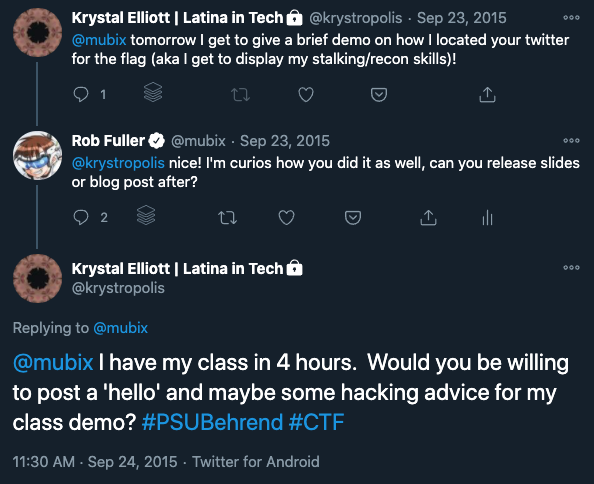 Krystal Elliott | Latina in Tech @krystropolis · Sep 23, 2015
@mubix tomorrow I get to give a brief demo on how I located your twitter
for the flag (aka I get to display my stalking/recon skills)!
1
Rob Fuller @mubix · Sep 23, 2015
@krystropolis nice! I'm curios how you did it as well, can you release slides
or blog post after?
2
Krystal Elliott | Latina in Tech
@krystropolis
Replying to @mubix
@mubix I have my class in 4 hours. Would you be willing
to post a 'hello' and maybe some hacking advice for my
class demo? #PSUBehrend #CTF
11:30 AM · Sep 24, 2015 · Twitter for Android